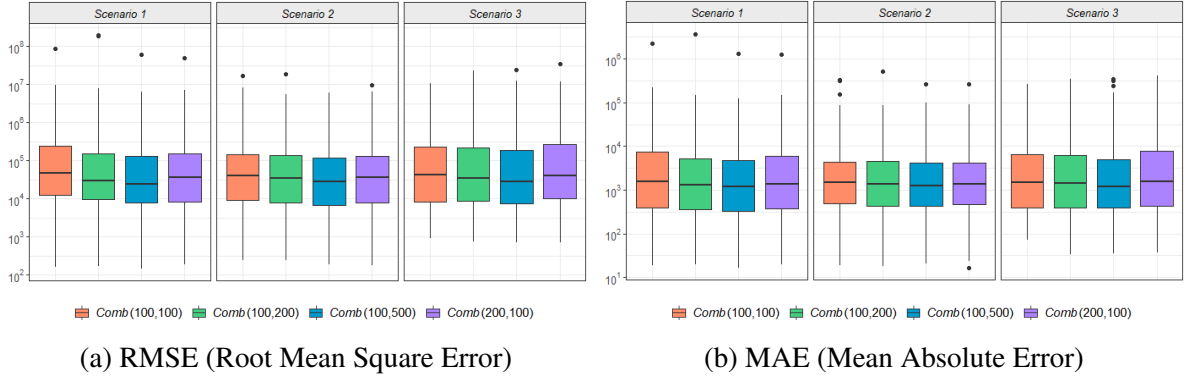 Scenario 1 Scenario 2 Scenario 3
10^8
10^7
10^6
10^5
10^4
10^3
10^2
Comb(100,100) Comb(100,200) Comb(100,500) Comb(200,100)
(a) RMSE (Root Mean Square Error)
Scenario 1 Scenario 2 Scenario 3
10^6
10^5
10^4
10^3
10^2
10^1
Comb(100,100) Comb(100,200) Comb(100,500) Comb(200,100)
(b) MAE (Mean Absolute Error)